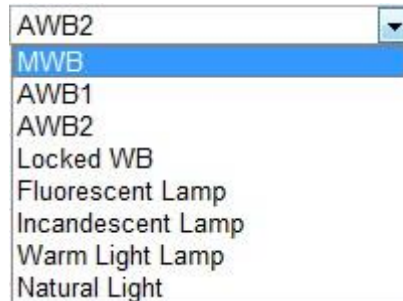 AWB2
MWB
AWB1
AWB2
Locked WB
Fluorescent Lamp
Incandescent Lamp
Warm Light Lamp
Natural Light